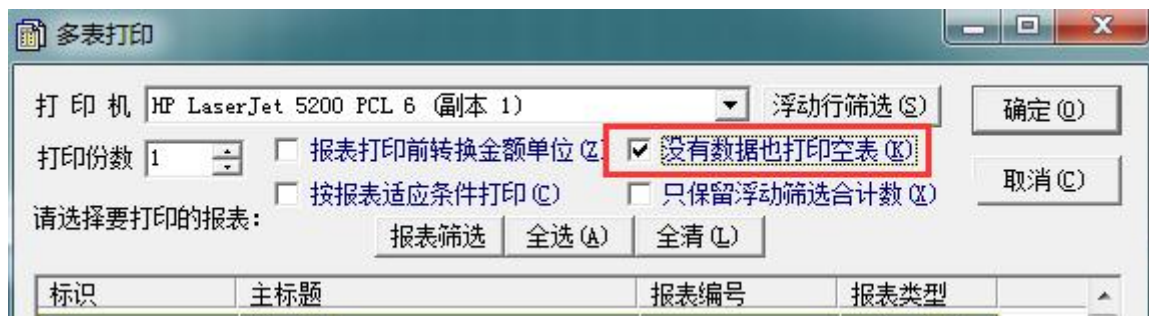 多表打印
打 印 机 HP LaserJet 5200 PCL 6 (副本 1) 浮动行筛选(S) 确定(O)
打印份数 1 报表打印前转换金额单位(Z) 没有数据也打印空表(K)
按报表适应条件打印(C) 只保留浮动筛选合计数(X) 取消(C)
请选择要打印的报表:
报表筛选 全选(A) 全清(L)
标识 主标题 报表编号 报表类型